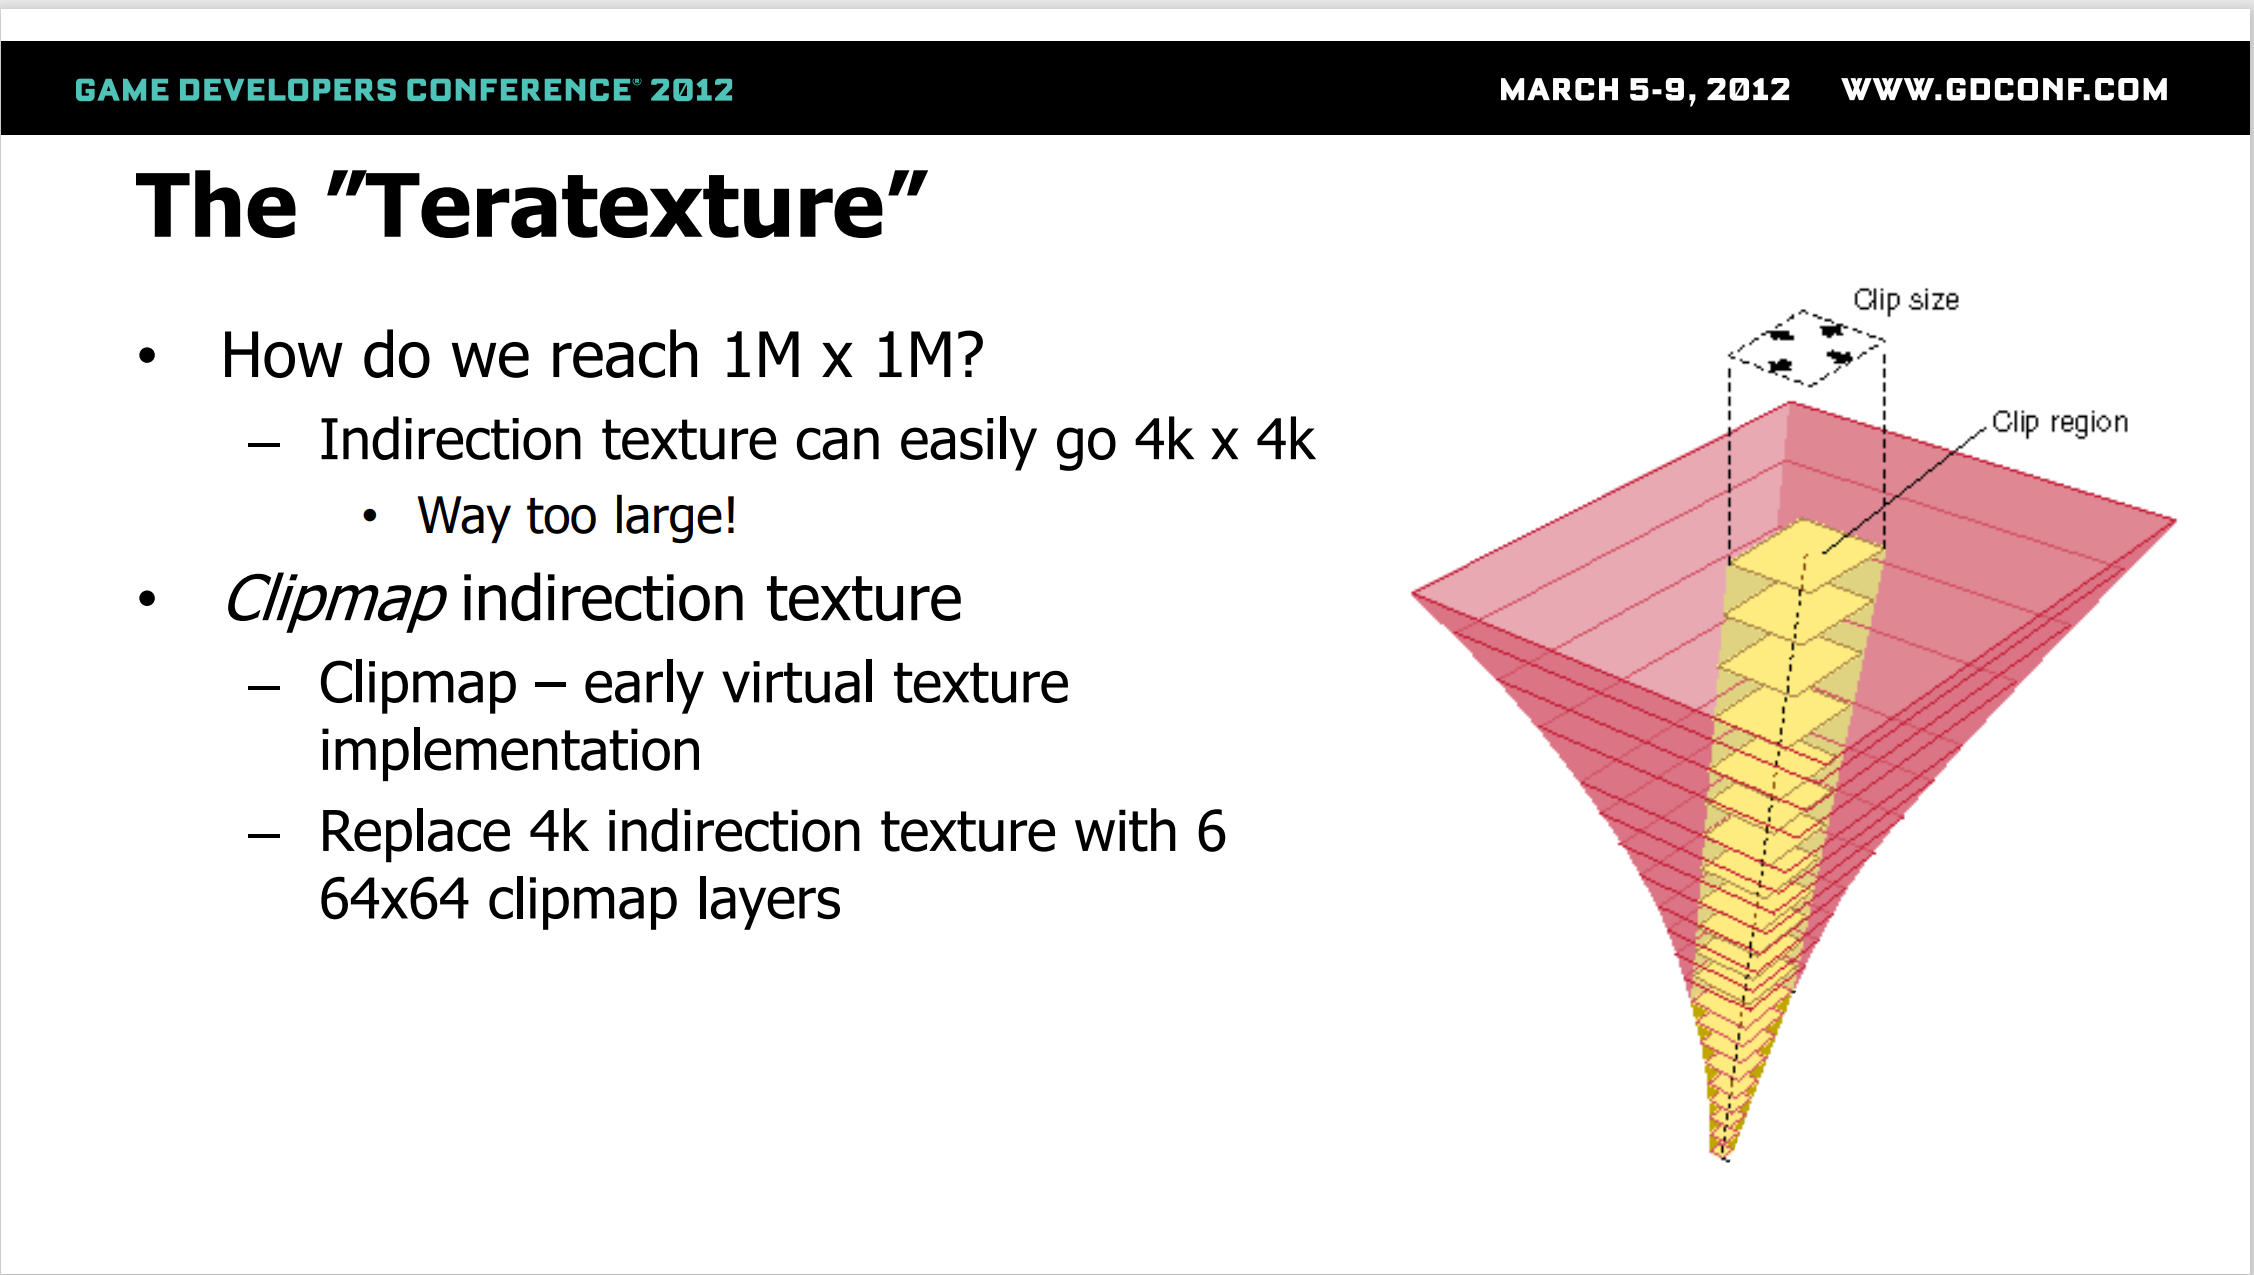 GAME DEVELOPERS CONFERENCE® 2012
MARCH 5-9, 2012 WWW.GDCONF.COM
The "Teratexture"
• How do we reach 1M x 1M?
– Indirection texture can easily go 4k x 4k
• Way too large!
• Clipmap indirection texture
– Clipmap – early virtual texture
implementation
– Replace 4k indirection texture with 6
64x64 clipmap layers
Clip size
Clip region